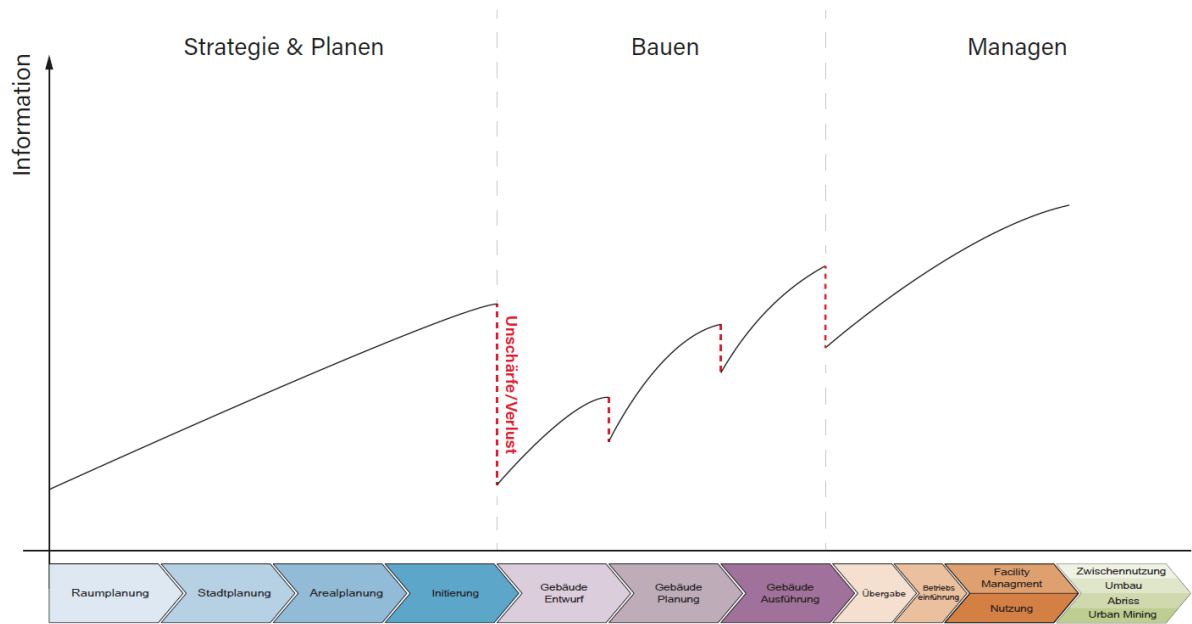 Strategie & Planen
Bauen
Managen
Information
Unschärfe/Verlust
Raumplanung
Stadtplanung
Arealplanung
Initierung
Gebäude
Entwurf
Gebäude
Planung
Gebäude
Ausführung
Übergabe
Betriebs
einführung
Facility
Managment
Nutzung
Zwischennutzung
Umbau
Abriss
Urban Mining